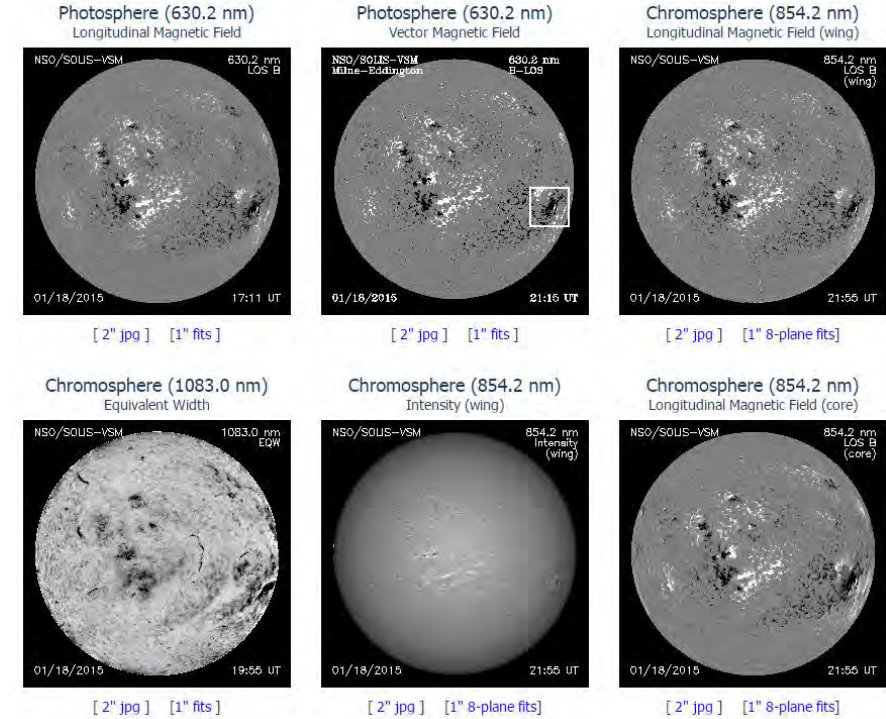 Photosphere (630.2 nm)
Longitudinal Magnetic Field
NSO/SOLIS-VSM
630.2 nm
LOS B
01/18/2015
17:11 UT
[ 2" jpg ] [1" fits ]
Photosphere (630.2 nm)
Vector Magnetic Field
NSO/SOLIS-VSM
Milne-Eddington
630.2 nm
B-LOS
01/18/2015
21:15 UT
[ 2" jpg ] [1" fits ]
Chromosphere (854.2 nm)
Longitudinal Magnetic Field (wing)
NSO/SOLIS-VSM
854.2 nm
LOS B
(wing)
01/18/2015
21:55 UT
[ 2" jpg ] [1" 8-plane fits]
Chromosphere (1083.0 nm)
Equivalent Width
NSO/SOLIS-VSM
1083.0 nm
EQW
01/18/2015
19:55 UT
[ 2" jpg ] [1" fits ]
Chromosphere (854.2 nm)
Intensity (wing)
NSO/SOLIS-VSM
854.2 nm
Intensity
(wing)
01/18/2015
21:55 UT
[ 2" jpg ] [1" 8-plane fits]
Chromosphere (854.2 nm)
Longitudinal Magnetic Field (core)
NSO/SOLIS-VSM
854.2 nm
LOS B
(core)
01/18/2015
21:55 UT
[ 2" jpg ] [1" 8-plane fits]